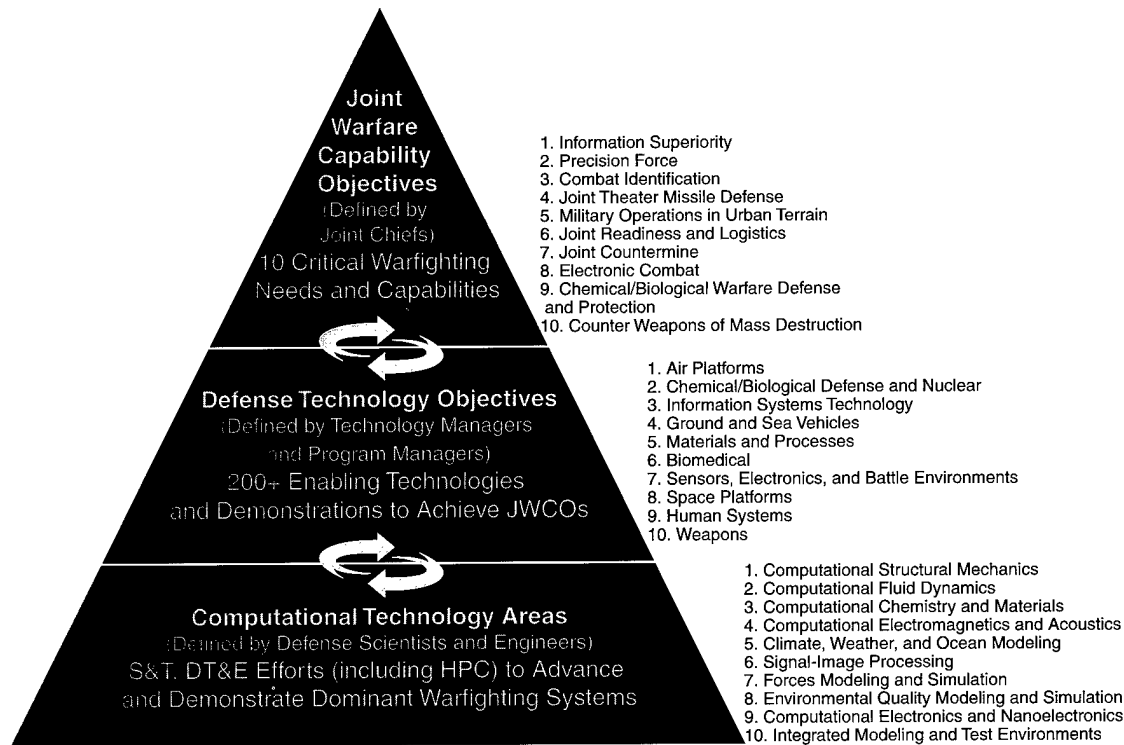 Joint
Warfare
Capability
Objectives
(Defined by
Joint Chiefs)
10 Critical Warfighting
Needs and Capabilities
1. Information Superiority
2. Precision Force
3. Combat Identification
4. Joint Theater Missile Defense
5. Military Operations in Urban Terrain
6. Joint Readiness and Logistics
7. Joint Countermine
8. Electronic Combat
9. Chemical/Biological Warfare Defense
and Protection
10. Counter Weapons of Mass Destruction
Defense Technology Objectives
(Defined by Technology Managers
and Program Managers)
200+ Enabling Technologies
and Demonstrations to Achieve JWCOs
1. Air Platforms
2. Chemical/Biological Defense and Nuclear
3. Information Systems Technology
4. Ground and Sea Vehicles
5. Materials and Processes
6. Biomedical
7. Sensors, Electronics, and Battle Environments
8. Space Platforms
9. Human Systems
10. Weapons
Computational Technology Areas
(Defined by Defense Scientists and Engineers)
S&T. DT&E Efforts (including HPC) to Advance
and Demonstrate Dominant Warfighting Systems
1. Computational Structural Mechanics
2. Computational Fluid Dynamics
3. Computational Chemistry and Materials
4. Computational Electromagnetics and Acoustics
5. Climate, Weather, and Ocean Modeling
6. Signal-Image Processing
7. Forces Modeling and Simulation
8. Environmental Quality Modeling and Simulation
9. Computational Electronics and Nanoelectronics
10. Integrated Modeling and Test Environments